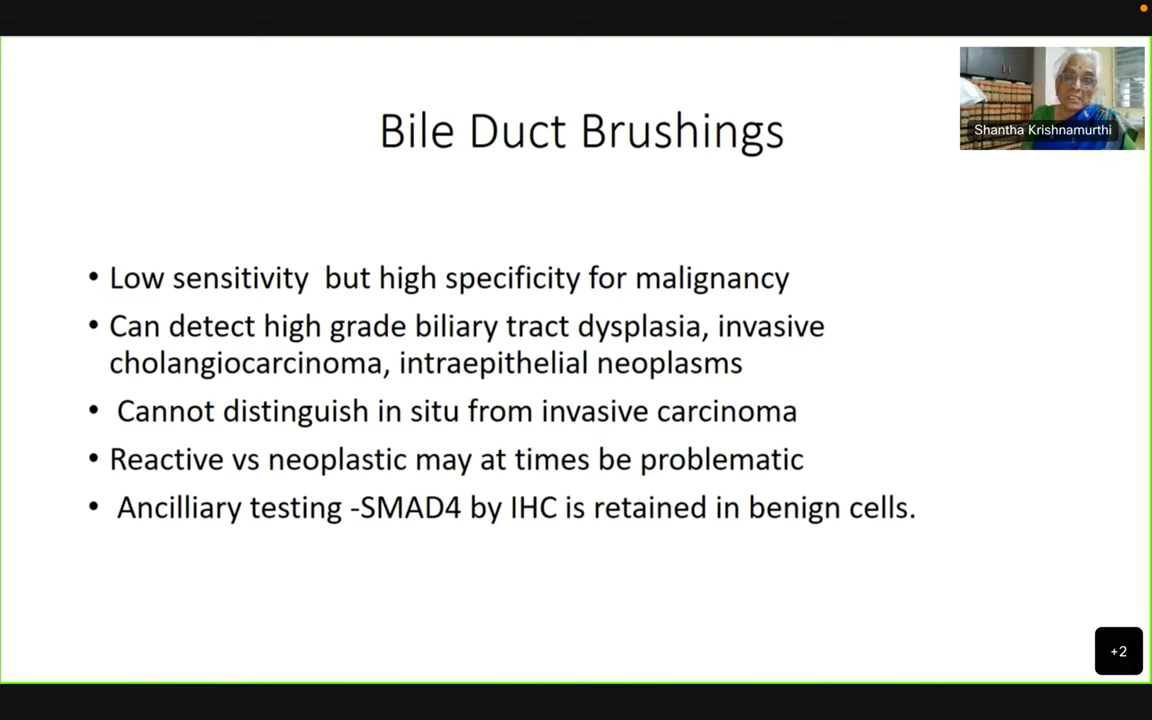 Shantha Krishnamurthi
Bile Duct Brushings
• Low sensitivity but high specificity for malignancy
• Can detect high grade biliary tract dysplasia, invasive
cholangiocarcinoma, intraepithelial neoplasms
• Cannot distinguish in situ from invasive carcinoma
• Reactive vs neoplastic may at times be problematic
• Ancilliary testing -SMAD4 by IHC is retained in benign cells.
+2